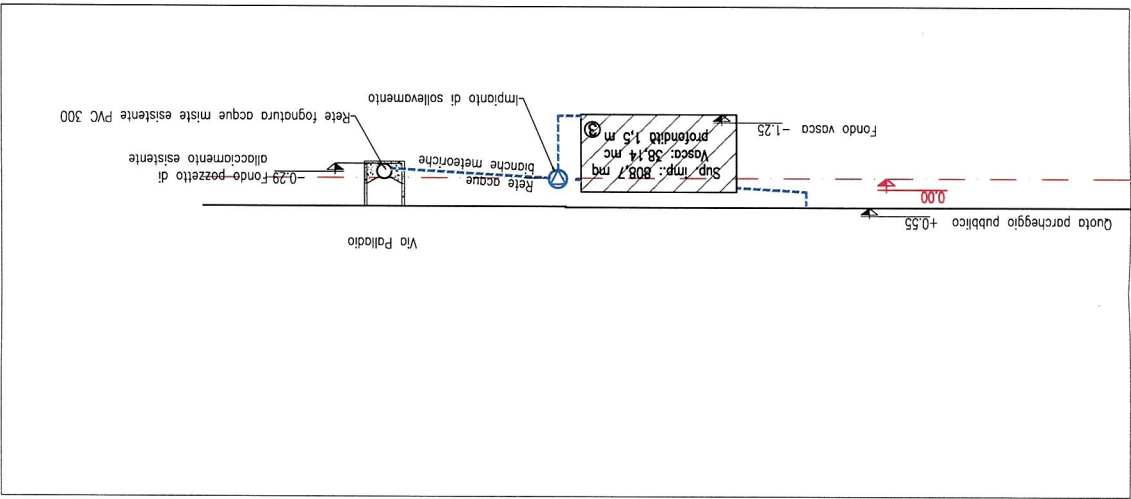 Via Palladio
Quota parcheggio pubblico +0.55
0.00
Sup. imp.: 808,7 mq
Vasca: 38.14 mc
profondità 1,5 m
3
Fondo vasca -1.25
Rete acque
bianche meteoriche
-0.29 Fondo pozzetto di
allacciamento esistente
Rete fognatura acque miste esistente PVC 300
Impianto di sollevamento